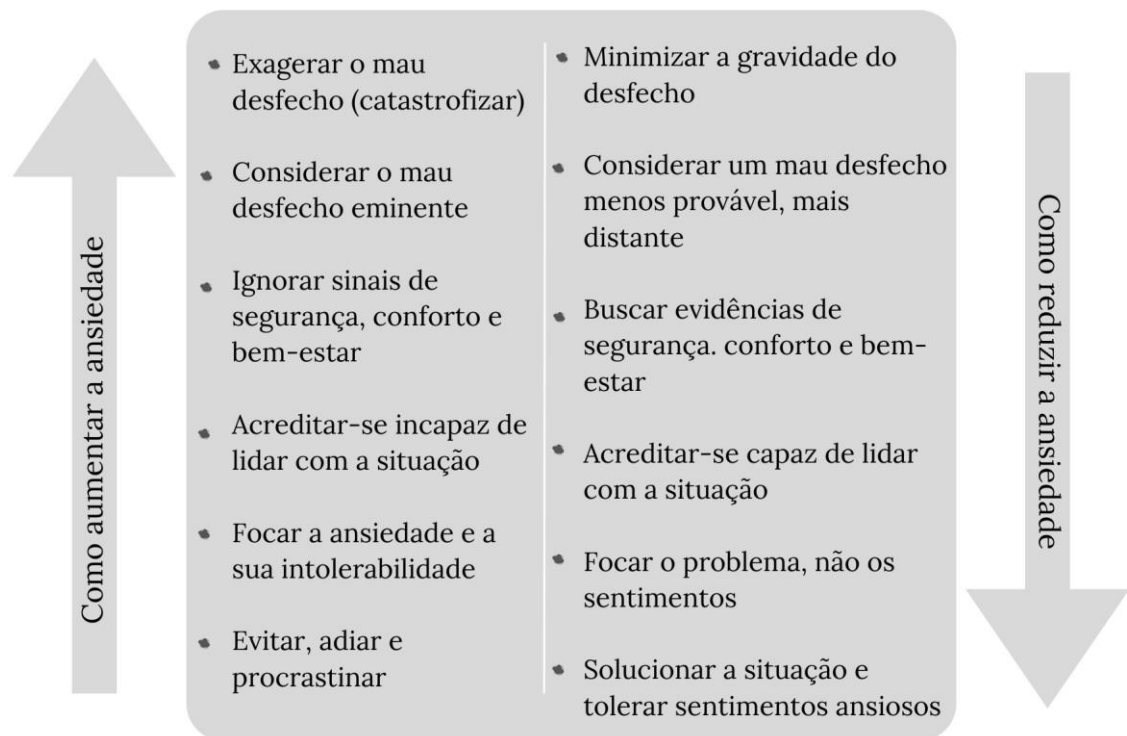 Como aumentar a ansiedade
Exagerar o mau
desfecho (catastrofizar)
Considerar o mau
desfecho eminente
Ignorar sinais de
segurança, conforto e
bem-estar
Acreditar-se incapaz de
lidar com a situação
Focar a ansiedade e a
sua intolerabilidade
Evitar, adiar e
procrastinar
Minimizar a gravidade do
desfecho
Considerar um mau desfecho
menos provável, mais
distante
Buscar evidências de
segurança. conforto e bem-
estar
Acreditar-se capaz de lidar
com a situação
Focar o problema, não os
sentimentos
Solucionar a situação e
tolerar sentimentos ansiosos
Como reduzir a ansiedade